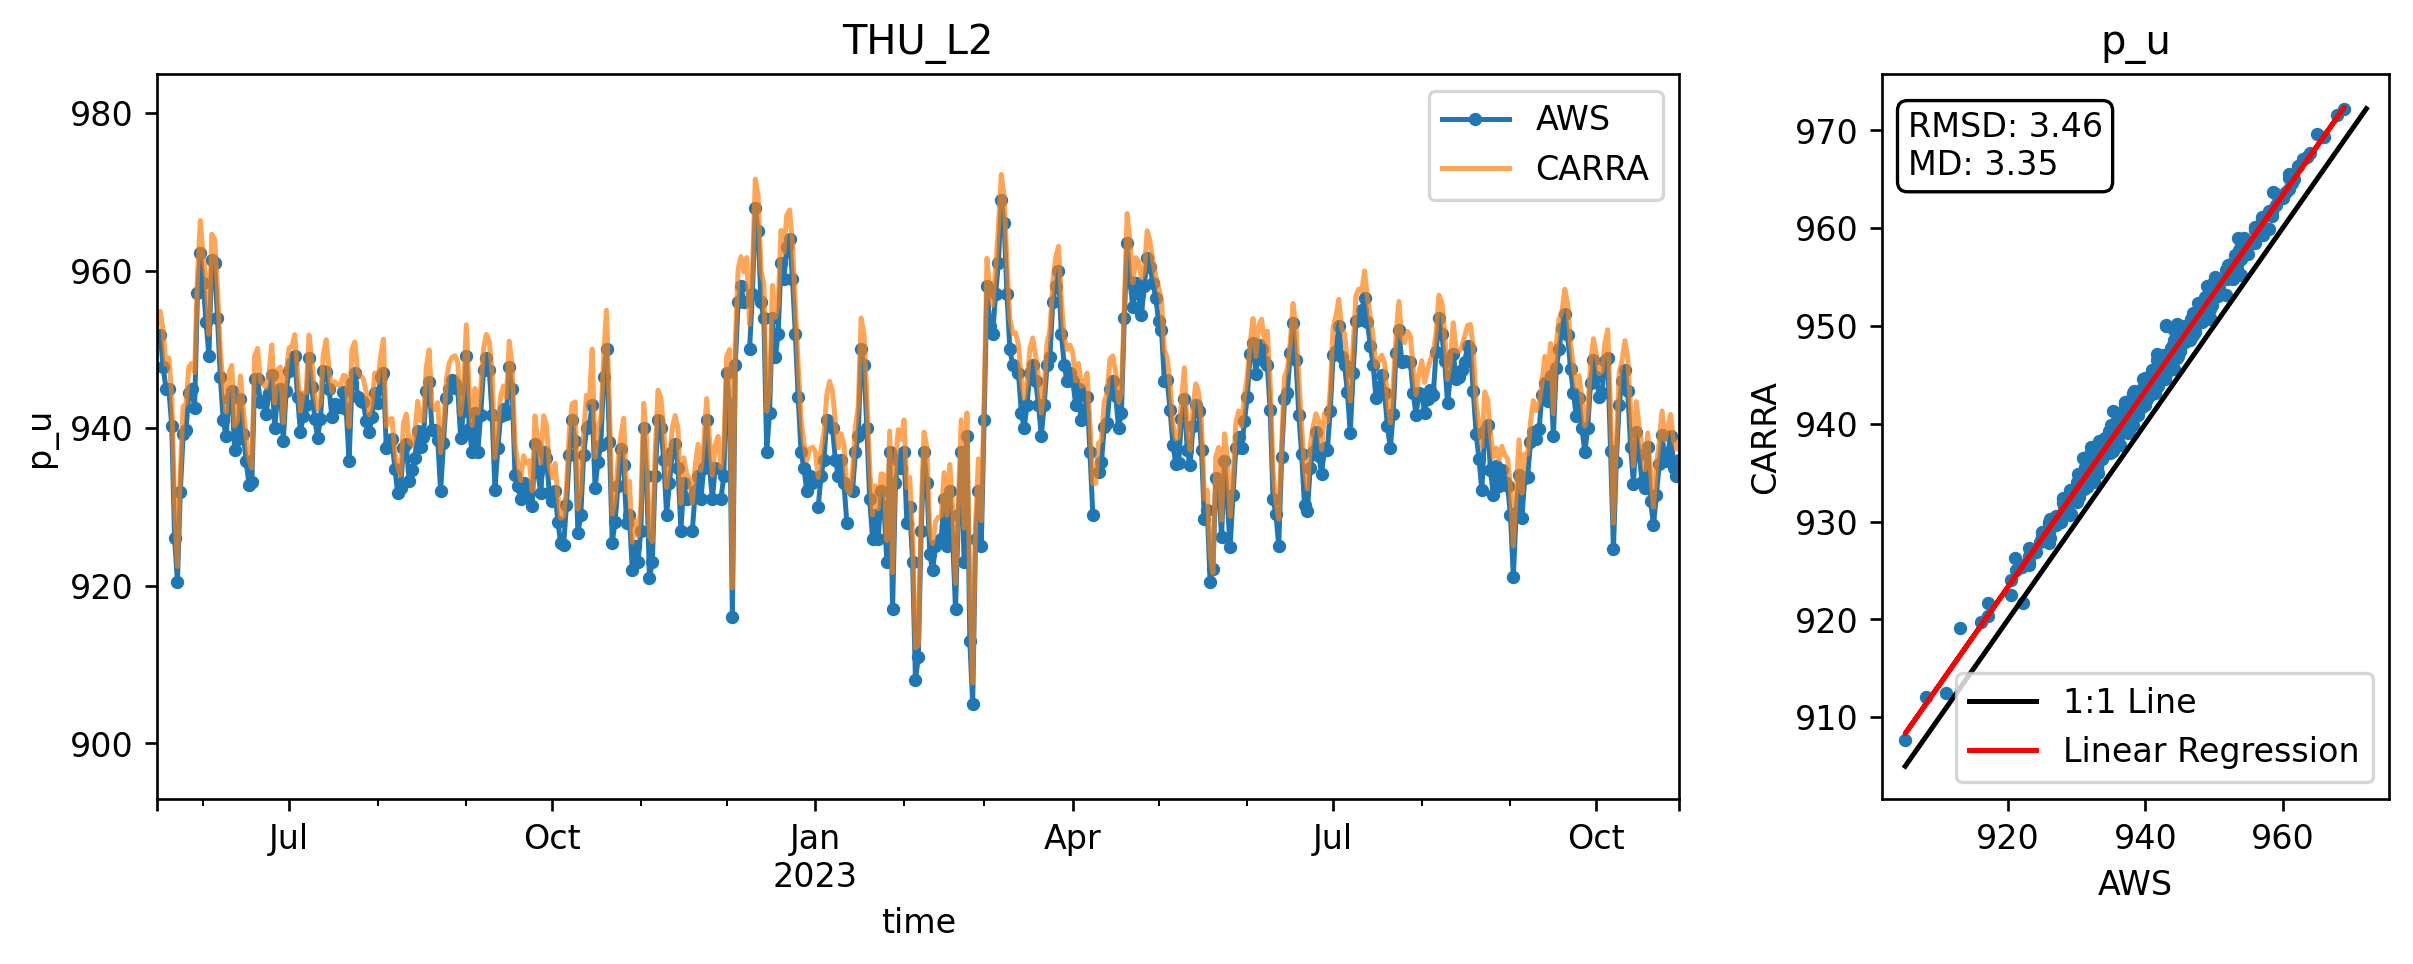 THU_L2
p_u
980
960
940
920
900
AWS
CARRA
Jul
Oct
Jan
2023
Apr
Jul
Oct
time
p_u
CARRA
970
960
950
940
930
920
910
RMSD: 3.46
MD: 3.35
1:1 Line
Linear Regression
920
940
960
AWS